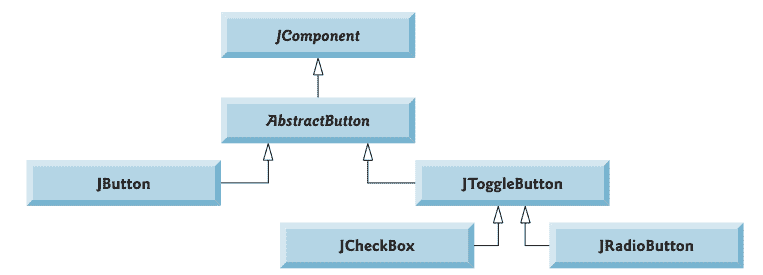 JComponent
AbstractButton
JButton
JToggleButton
JCheckBox
JRadioButton